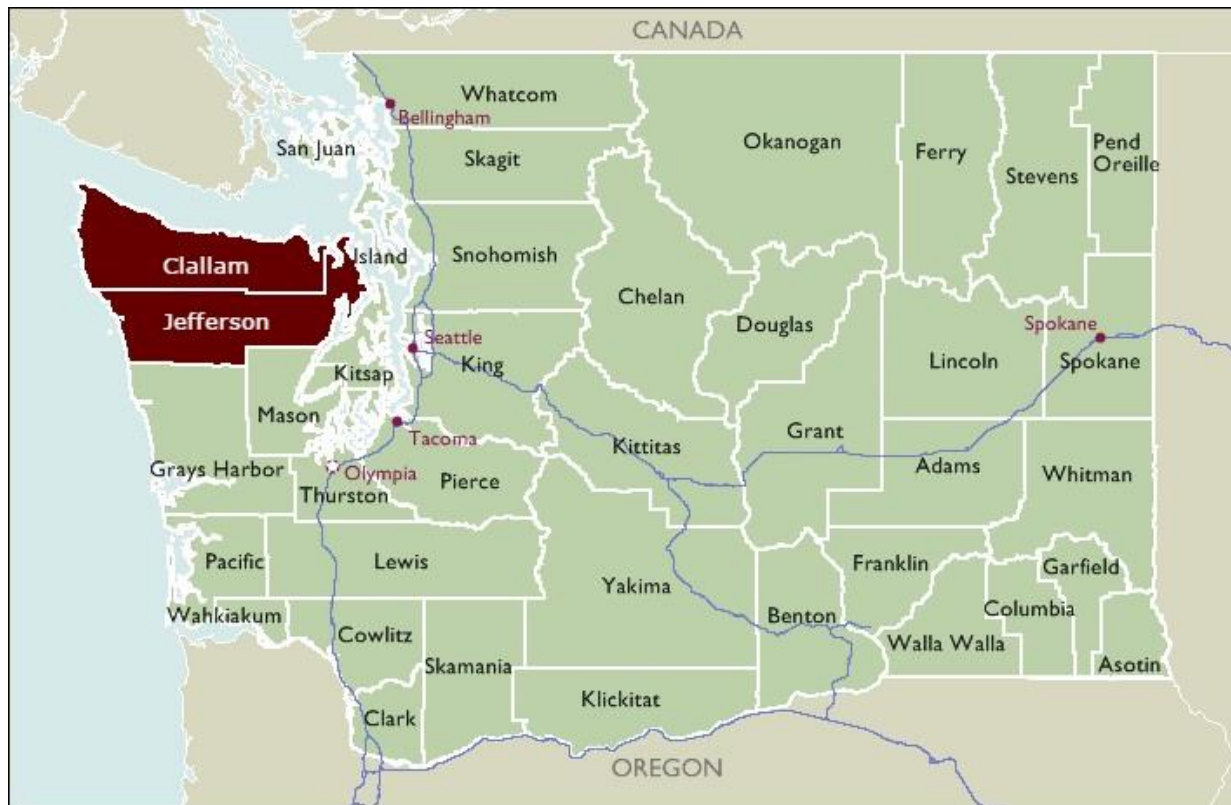 CANADA
Whatcom
Bellingham
San Juan
Skagit
Okanogan
Ferry
Stevens
Pend
Oreille
Clallam
Island
Snohomish
Chelan
Douglas
Jefferson
Seattle
King
Lincoln
Spokane
Spokane
Kitsap
Mason
Tacoma
Kittitas
Grant
Grays Harbor
Olympia
Thurston
Pierce
Adams
Whitman
Pacific
Lewis
Yakima
Franklin
Garfield
Wahkiakum
Cowlitz
Benton
Columbia
Walla Walla
Skamania
Asotin
Clark
Klickitat
OREGON